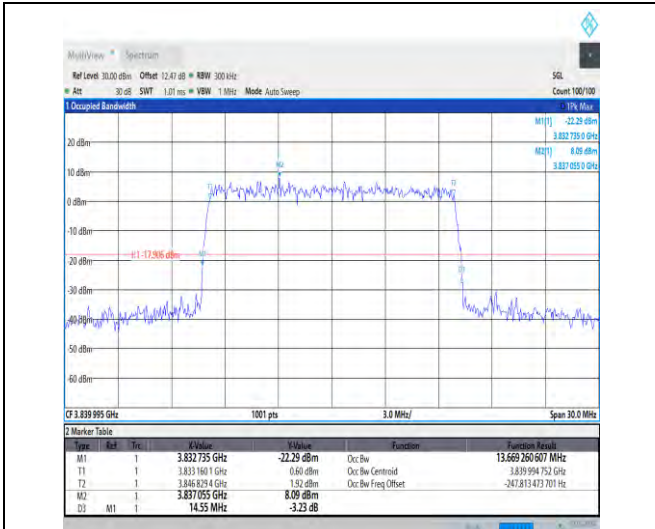 MultiView Spectrum
Ref Level 30.00 dBm Offset 12.47 dB RBW 300 kHz SGL
Att 30 dB SWT 1.01 ms VBW 1 MHz Mode Auto Sweep Count 100/100
1 Occupied Bandwidth 1Pk Max
M1[1] -22.29 dBm
3.832 735 0 GHz
20 dBm M2[1] 8.09 dBm
3.837 055 0 GHz
10 dBm
M2
T1 T2
0 dBm
-10 dBm
H1 -17.906 dBm
-20 dBm M1
D3
-30 dBm
-40 dBm
-50 dBm
-60 dBm
CF 3.839 995 GHz 1001 pts 3.0 MHz/ Span 30.0 MHz
2 Marker Table
Type Ref Trc X-Value Y-Value Function Function Result
M1 1 3.832 735 GHz -22.29 dBm Occ Bw 13.669 260 607 MHz
T1 1 3.833 160 1 GHz 0.60 dBm Occ Bw Centroid 3.839 994 752 GHz
T2 1 3.846 829 4 GHz 1.92 dBm Occ Bw Freq Offset -247.813 473 701 Hz
M2 1 3.837 055 GHz 8.09 dBm
D3 M1 1 14.55 MHz -3.23 dB